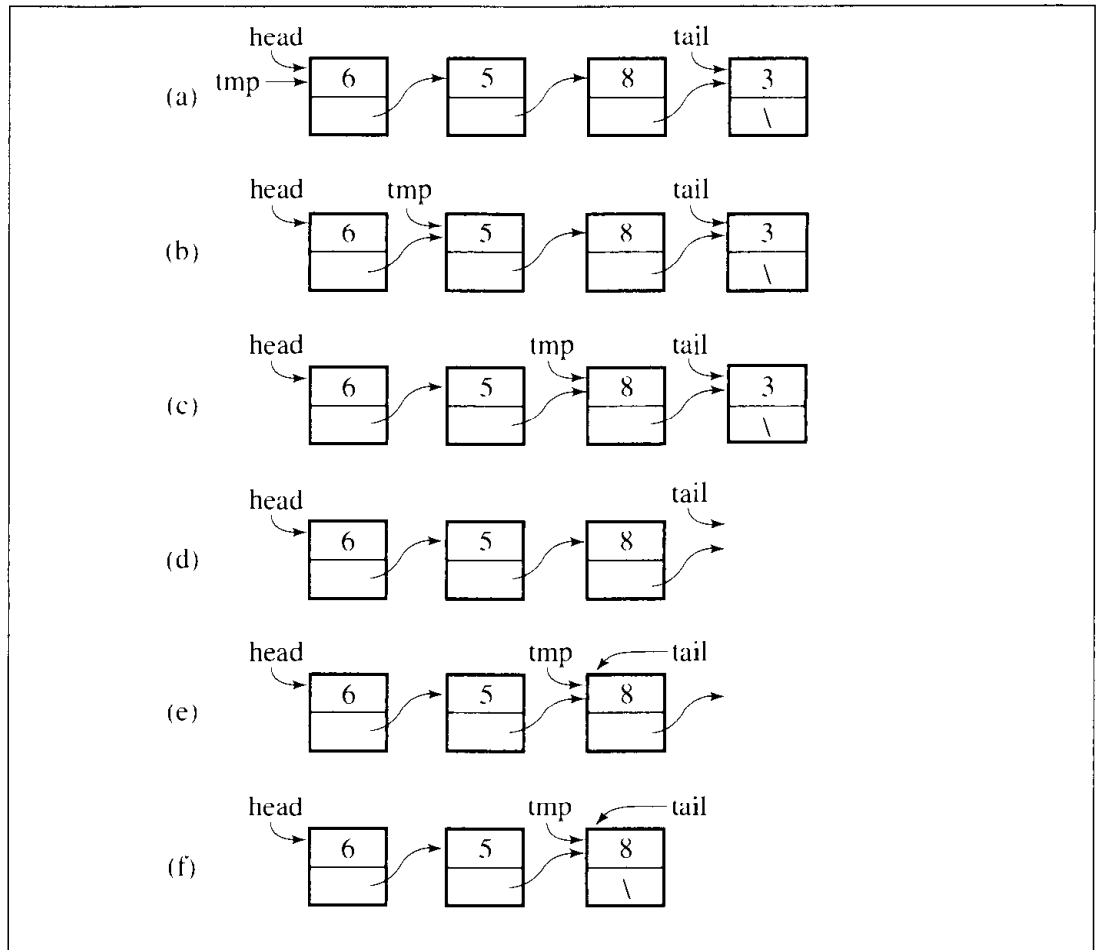 head tail
tmp 6 5 8 3
(a) \
head tmp tail
6 5 8 3
(b) \
head tmp tail
6 5 8 3
(c) \
head tail
6 5 8
(d)
head tmp tail
6 5 8
(e)
head tmp tail
6 5 8
(f) \